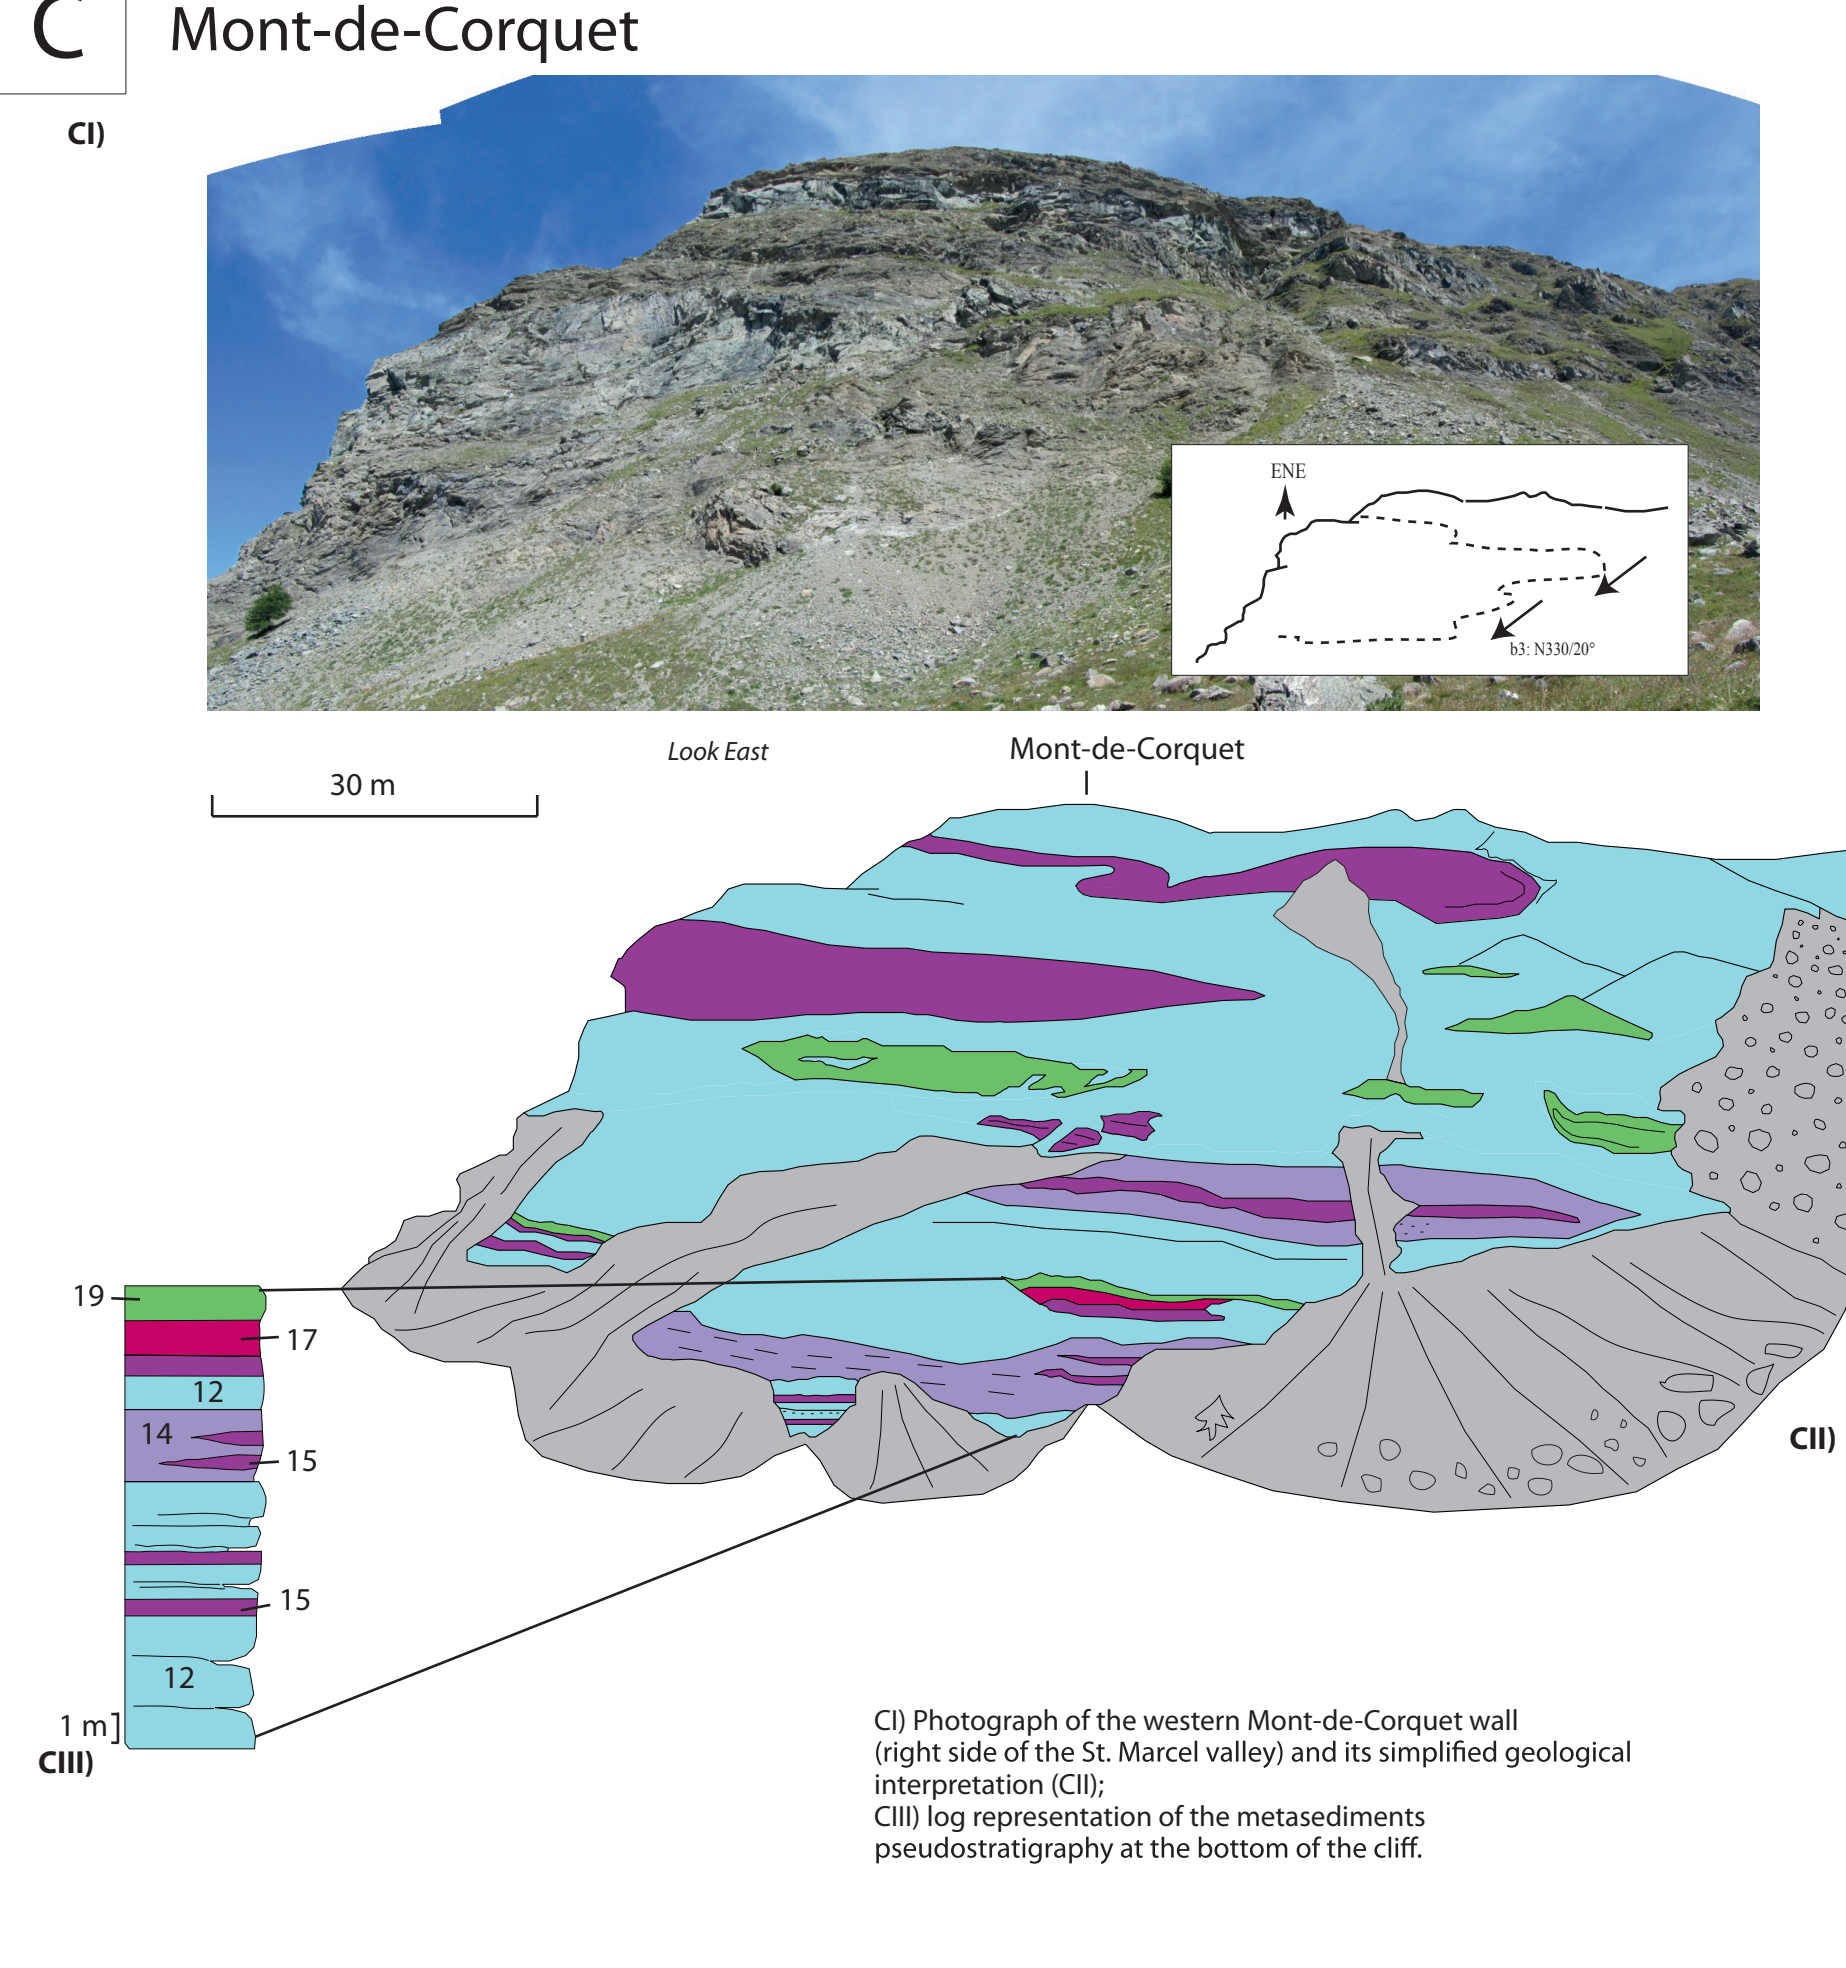 C
Mont-de-Corquet
CI)
ENE
b3: N330/20°
Look East
Mont-de-Corquet
30 m
19
17
12
14
15
15
12
1 m
CIII)
CII)
CI) Photograph of the western Mont-de-Corquet wall
(right side of the St. Marcel valley) and its simplified geological
interpretation (CII);
CIII) log representation of the metasediments
pseudostratigraphy at the bottom of the cliff.